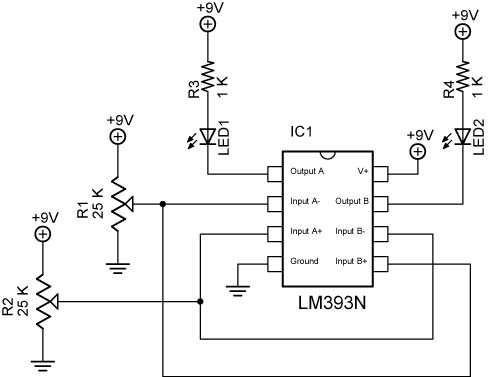 +9V
+9V
R3
1 K
R4
1 K
LED1
LED2
IC1
+9V
+9V
Output A
V+
R1
25 K
Input A-
Output B
+9V
Input A+
Input B-
Ground
Input B+
R2
25 K
LM393N